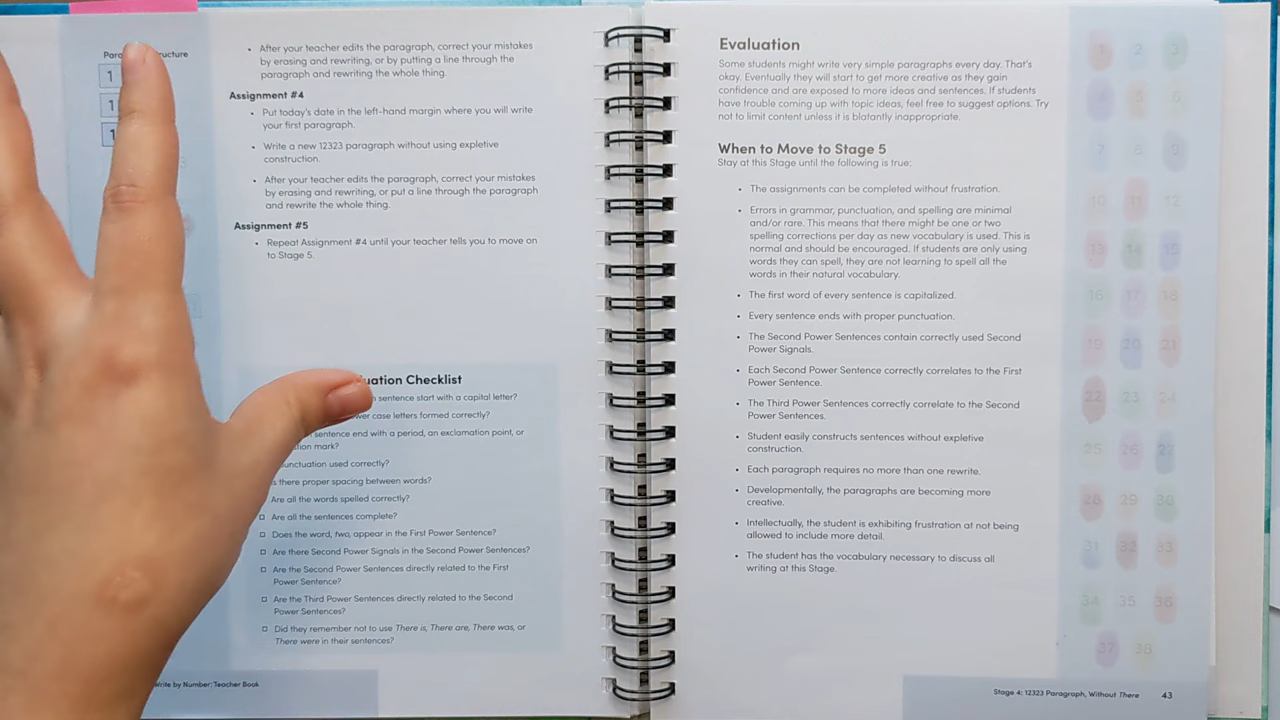 1
1
1
After your teacher edits the paragraph, correct your mistakes
by erasing and rewriting, or by putting a line through the
paragraph and rewriting the whole thing.
Assignment #4
Put today's date in the left-hand margin where you will write
your first paragraph.
Write a new 12323 paragraph without using expletive
construction.
After your teacher edits the paragraph, correct your mistakes
by erasing and rewriting, or put a line through the paragraph
and rewrite the whole thing.
Assignment #5
Repeat Assignment #4 until your teacher tells you to move on
to Stage 5.
Checklist
sentence start with a capital letter?
case letters formed correctly?
sentence end with a period, an exclamation point, or
mark?
used correctly?
there proper spacing between words?
Are all the words spelled correctly?
Are all the sentences complete?
Does the word, two, appear in the First Power Sentence?
Are there Second Power Signals in the Second Power Sentences?
Are the Second Power Sentences directly related to the First
Power Sentence?
Are the Third Power Sentences directly related to the Second
Power Sentences?
Did they remember not to use There is, There are, There was, or
There were in their sentences?
Write by Number: Teacher Book
Evaluation
Some students might write very simple paragraphs every day. That's
okay. Eventually they will start to get more creative as they gain
confidence and are exposed to more ideas and sentences. If students
have trouble coming up with topic ideas, feel free to suggest options. Try
not to limit content unless it is blatantly inappropriate.
When to Move to Stage 5
Stay at this Stage until the following is true:
The assignments can be completed without frustration.
Errors in grammar, punctuation, and spelling are minimal
and/or rare. This means that there might be one or two
spelling corrections per day as new vocabulary is used. This is
normal and should be encouraged. If students are only using
words they can spell, they are not learning to spell all the
words in their natural vocabulary.
The first word of every sentence is capitalized.
Every sentence ends with proper punctuation.
The Second Power Sentences contain correctly used Second
Power Signals.
Each Second Power Sentence correctly correlates to the First
Power Sentence.
The Third Power Sentences correctly correlate to the Second
Power Sentences.
Student easily constructs sentences without expletive
construction.
Each paragraph requires no more than one rewrite.
Developmentally, the paragraphs are becoming more
creative.
Intellectually, the student is exhibiting frustration at not being
allowed to include more detail.
The student has the vocabulary necessary to discuss all
writing at this Stage.
Stage 4: 12323 Paragraph, Without There 43